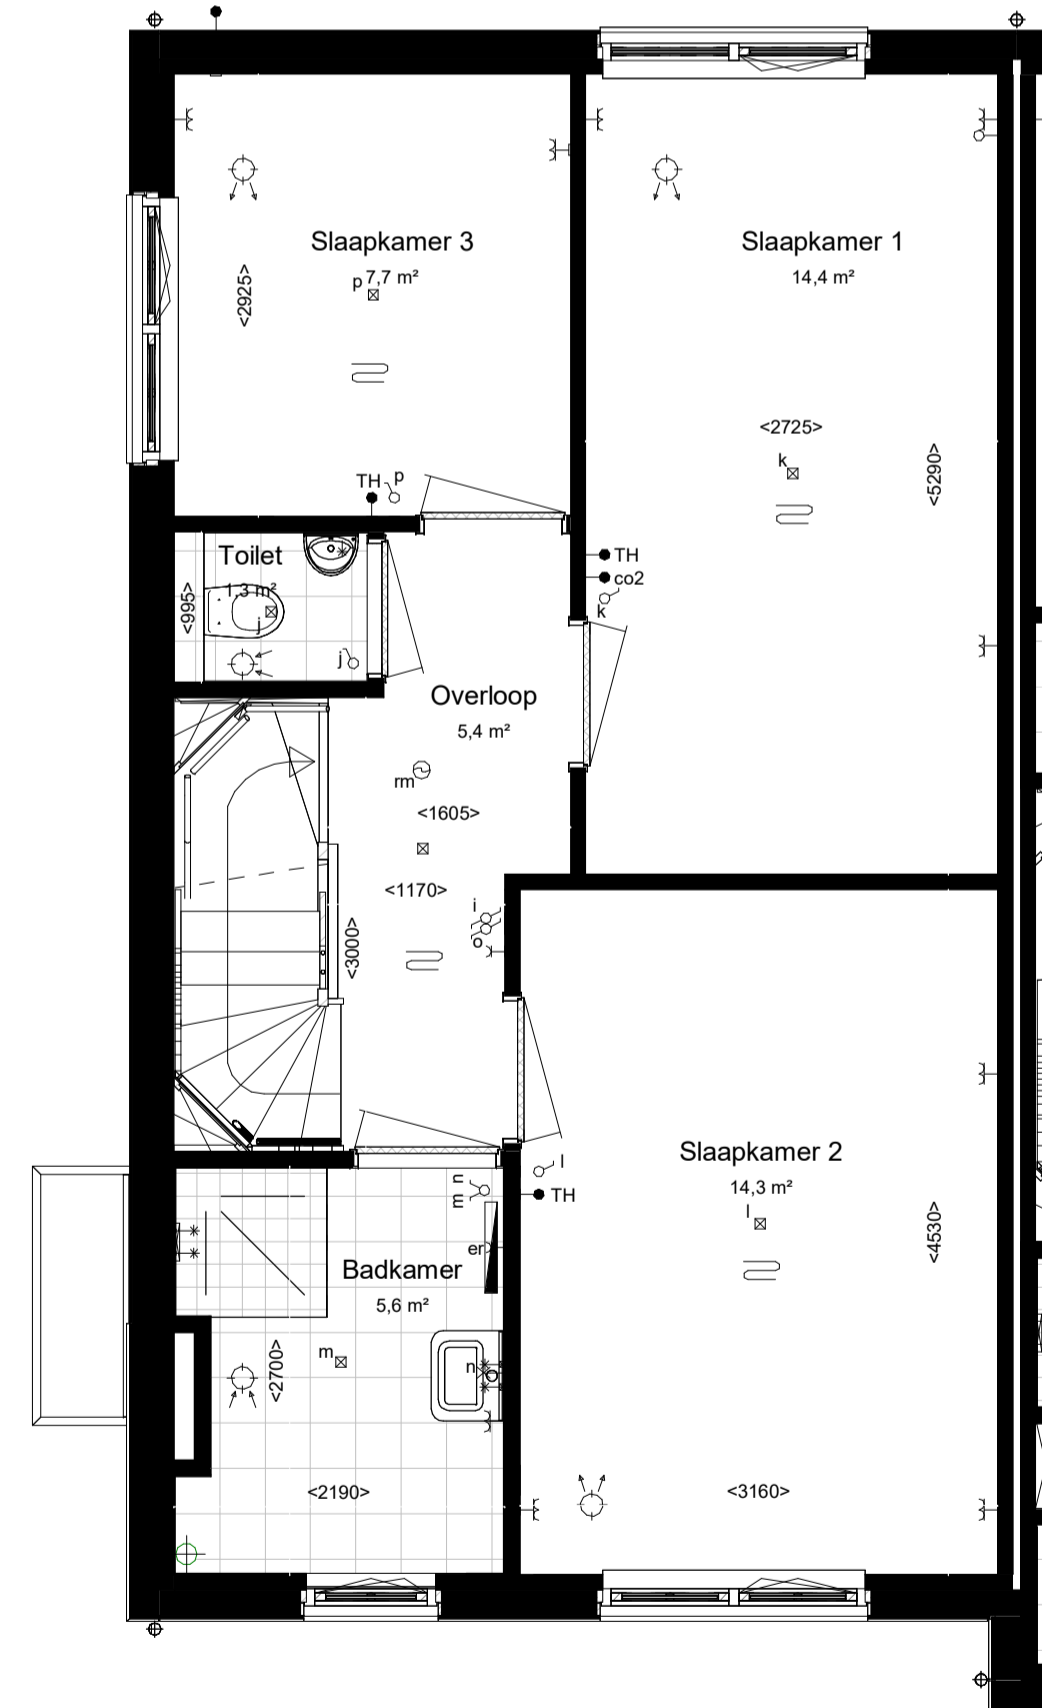 Slaapkamer 3
7,7 m²
p
<2925>
TH
p
Slaapkamer 1
14,4 m²
<2725>
k
<5290>
TH
co2
k
Toilet
1,3 m²
<995>
j
j
Overloop
5,4 m²
rm
<1605>
<1170>
i
o
<3000>
Slaapkamer 2
14,3 m²
l
l
TH
<4530>
<3160>
Badkamer
5,6 m²
m n
er
m
n
<2700>
<2190>